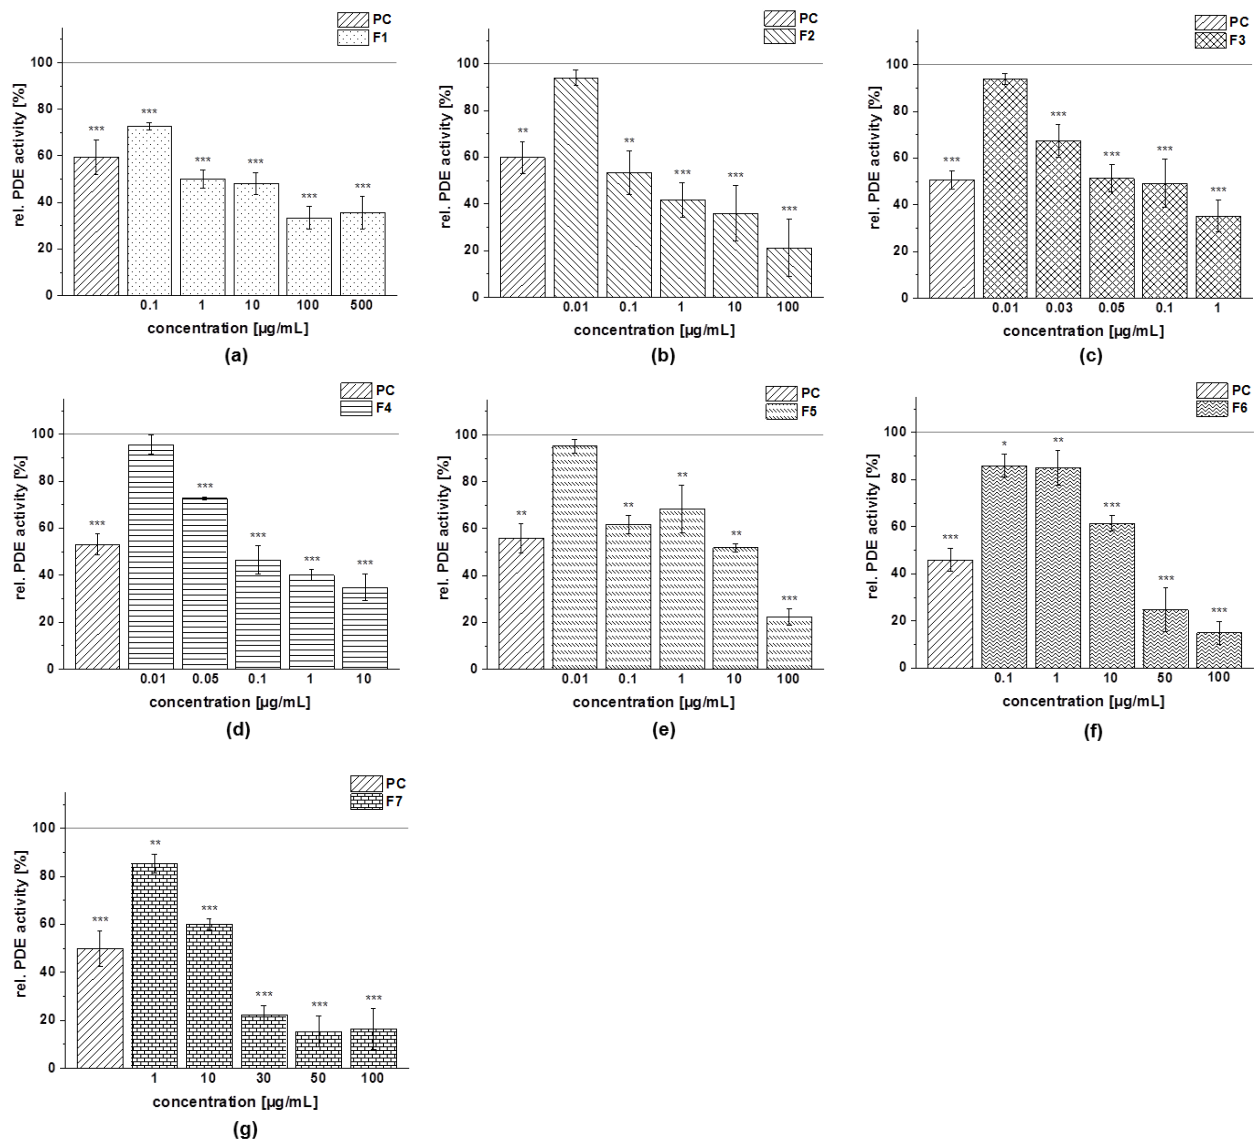 PC
F1
rel. PDE activity [%]
100
80
60
40
20
0
***
***
***
***
***
***
0.1 1 10 100 500
concentration [µg/mL]
(a)
PC
F2
rel. PDE activity [%]
100
80
60
40
20
0
**
**
***
***
***
0.01 0.1 1 10 100
concentration [µg/mL]
(b)
PC
F3
rel. PDE activity [%]
100
80
60
40
20
0
***
***
***
***
***
0.01 0.03 0.05 0.1 1
concentration [µg/mL]
(c)
PC
F4
rel. PDE activity [%]
100
80
60
40
20
0
***
***
***
***
***
0.01 0.05 0.1 1 10
concentration [µg/mL]
(d)
PC
F5
rel. PDE activity [%]
100
80
60
40
20
0
**
**
**
**
***
0.01 0.1 1 10 100
concentration [µg/mL]
(e)
PC
F6
rel. PDE activity [%]
100
80
60
40
20
0
***
*
**
***
***
***
0.1 1 10 50 100
concentration [µg/mL]
(f)
PC
F7
rel. PDE activity [%]
100
80
60
40
20
0
***
**
***
***
***
***
1 10 30 50 100
concentration [µg/mL]
(g)